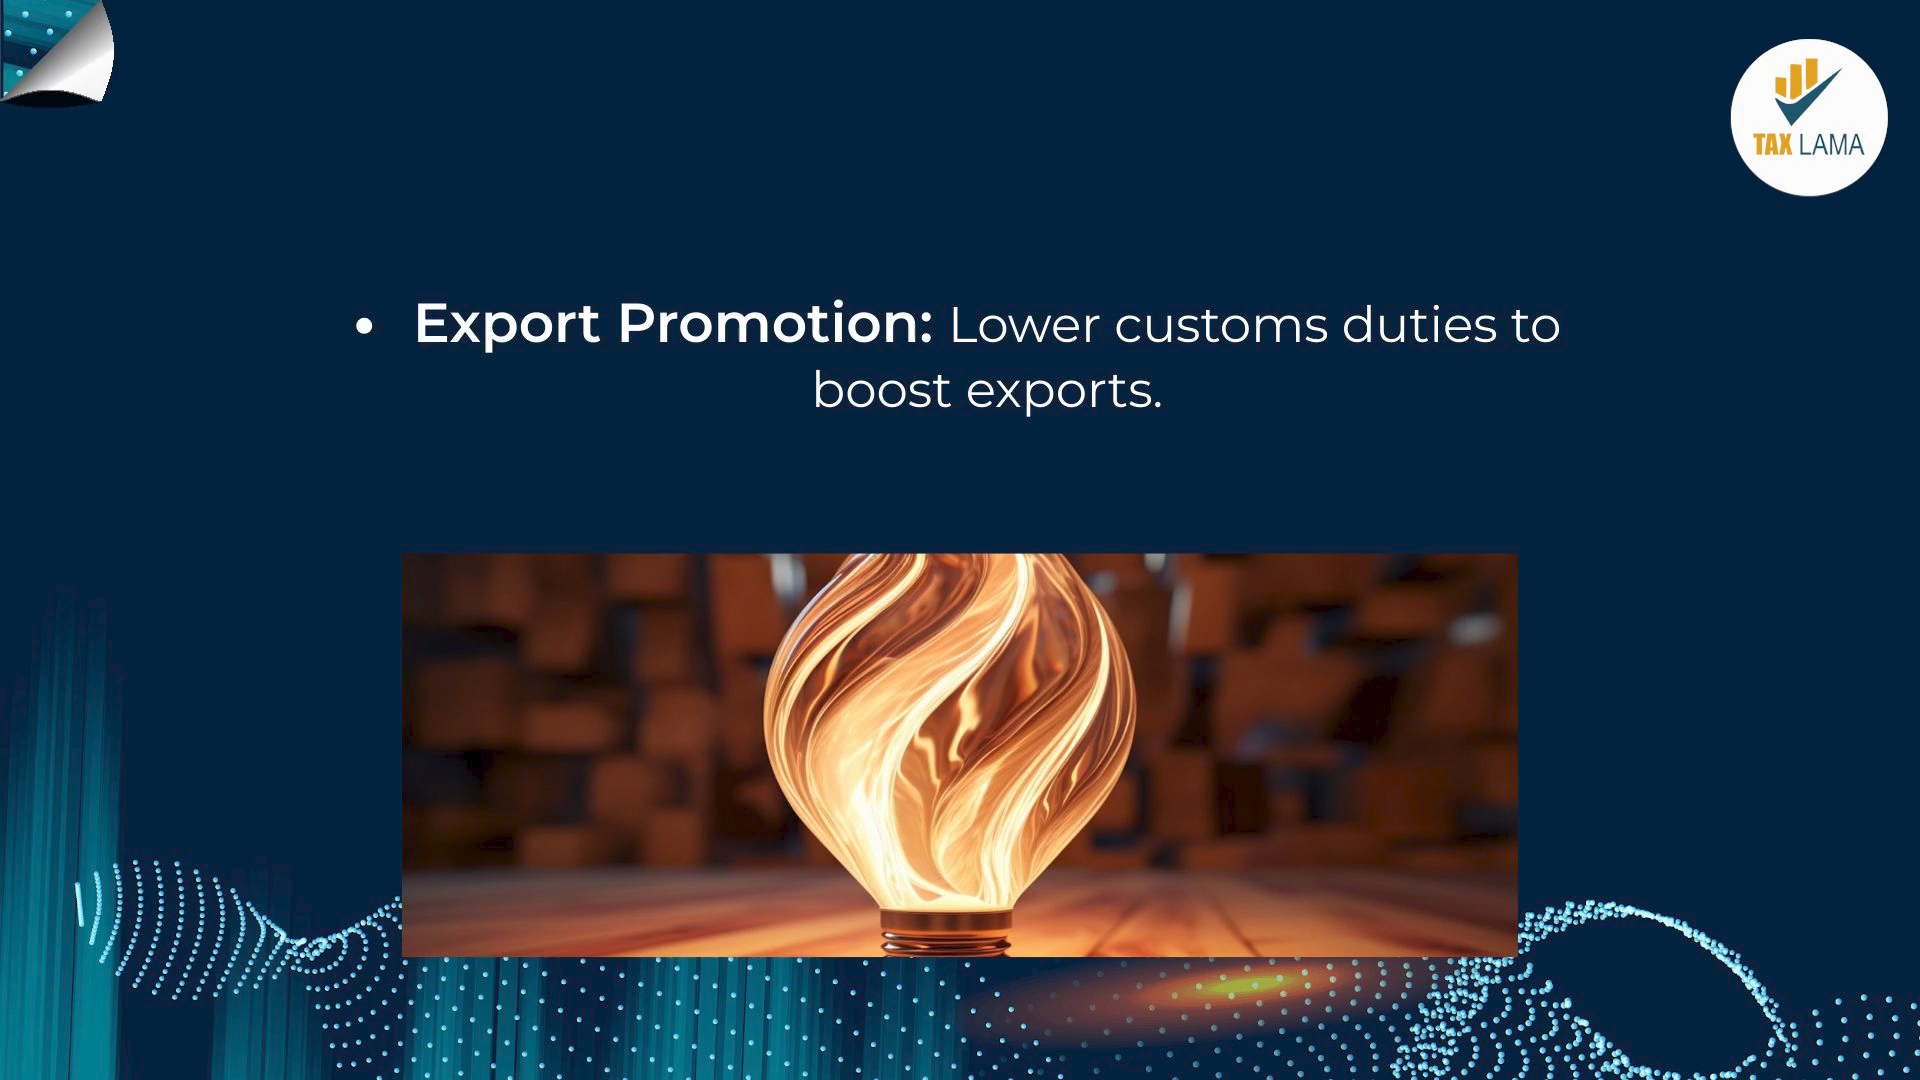 TAX LAMA
• Export Promotion: Lower customs duties to
boost exports.